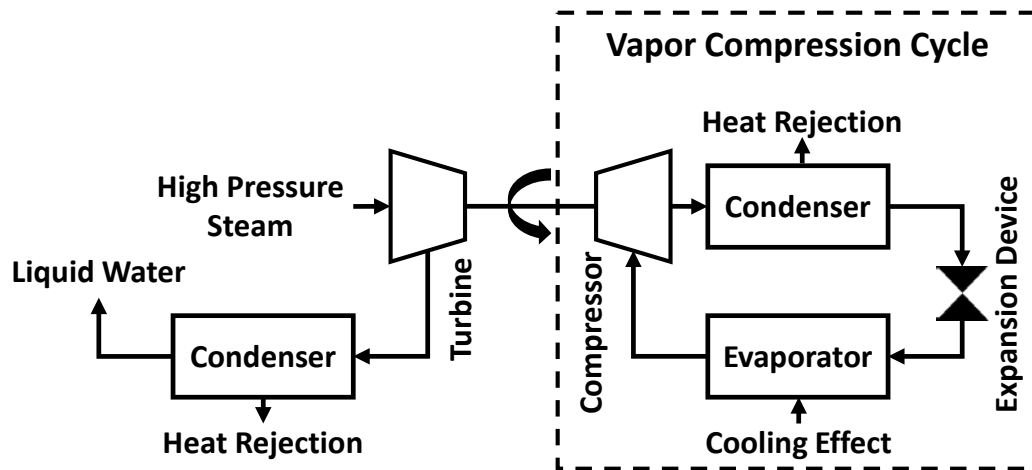 Vapor Compression Cycle
Heat Rejection
High Pressure
Steam
Condenser
Liquid Water
Turbine
Compressor
Expansion Device
Condenser
Evaporator
Heat Rejection
Cooling Effect